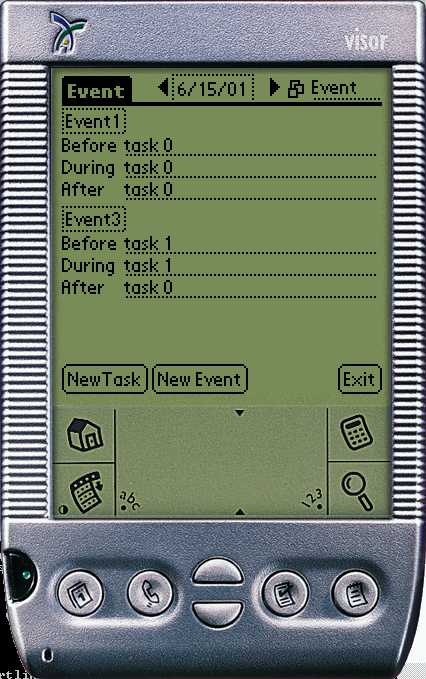 visor
Event 6/15/01 Event
Event1
Before task 0
During task 0
After task 0
Event3
Before task 1
During task 1
After task 0
NewTask New Event Exit
abc 123